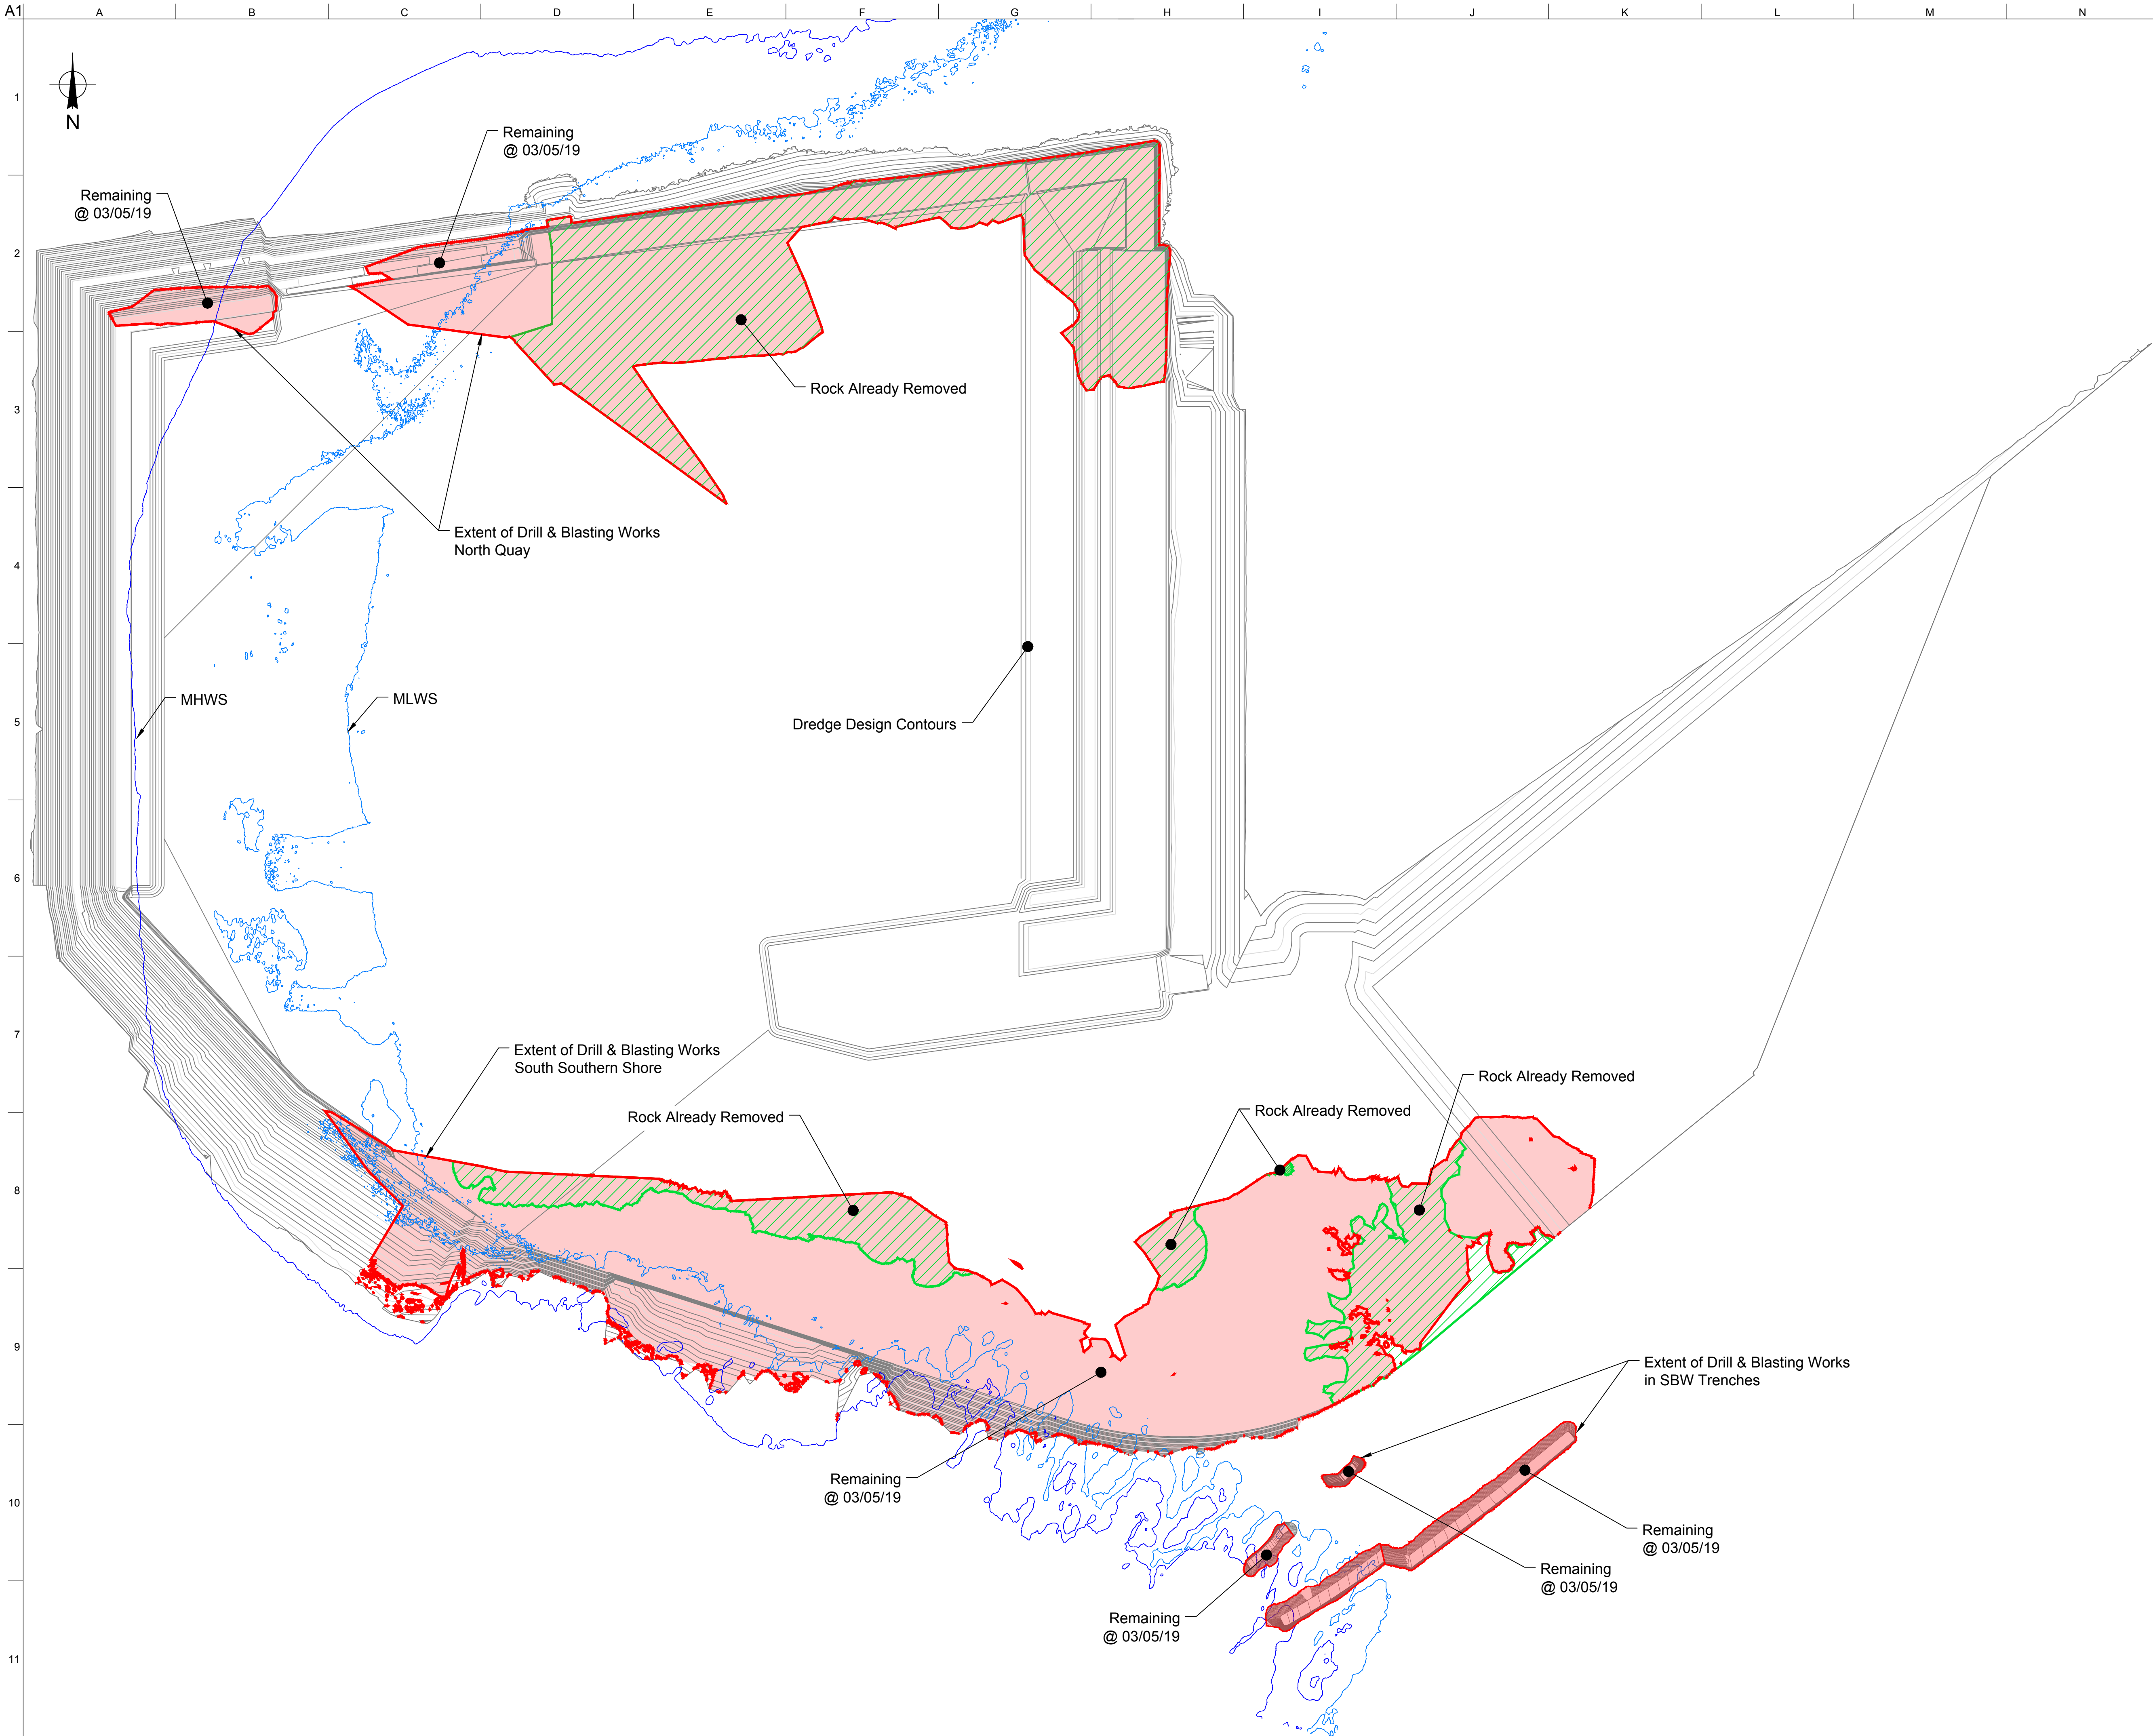 A1
A
B
C
D
E
F
G
H
I
J
K
L
M
N
1
N
Remaining
@ 03/05/19
Remaining
@ 03/05/19
2
Rock Already Removed
3
Extent of Drill & Blasting Works
North Quay
4
MHWS
MLWS
5
Dredge Design Contours
6
7
Extent of Drill & Blasting Works
South Southern Shore
Rock Already Removed
Rock Already Removed
Rock Already Removed
8
9
Extent of Drill & Blasting Works
in SBW Trenches
Remaining
@ 03/05/19
10
Remaining
@ 03/05/19
Remaining
@ 03/05/19
Remaining
@ 03/05/19
11